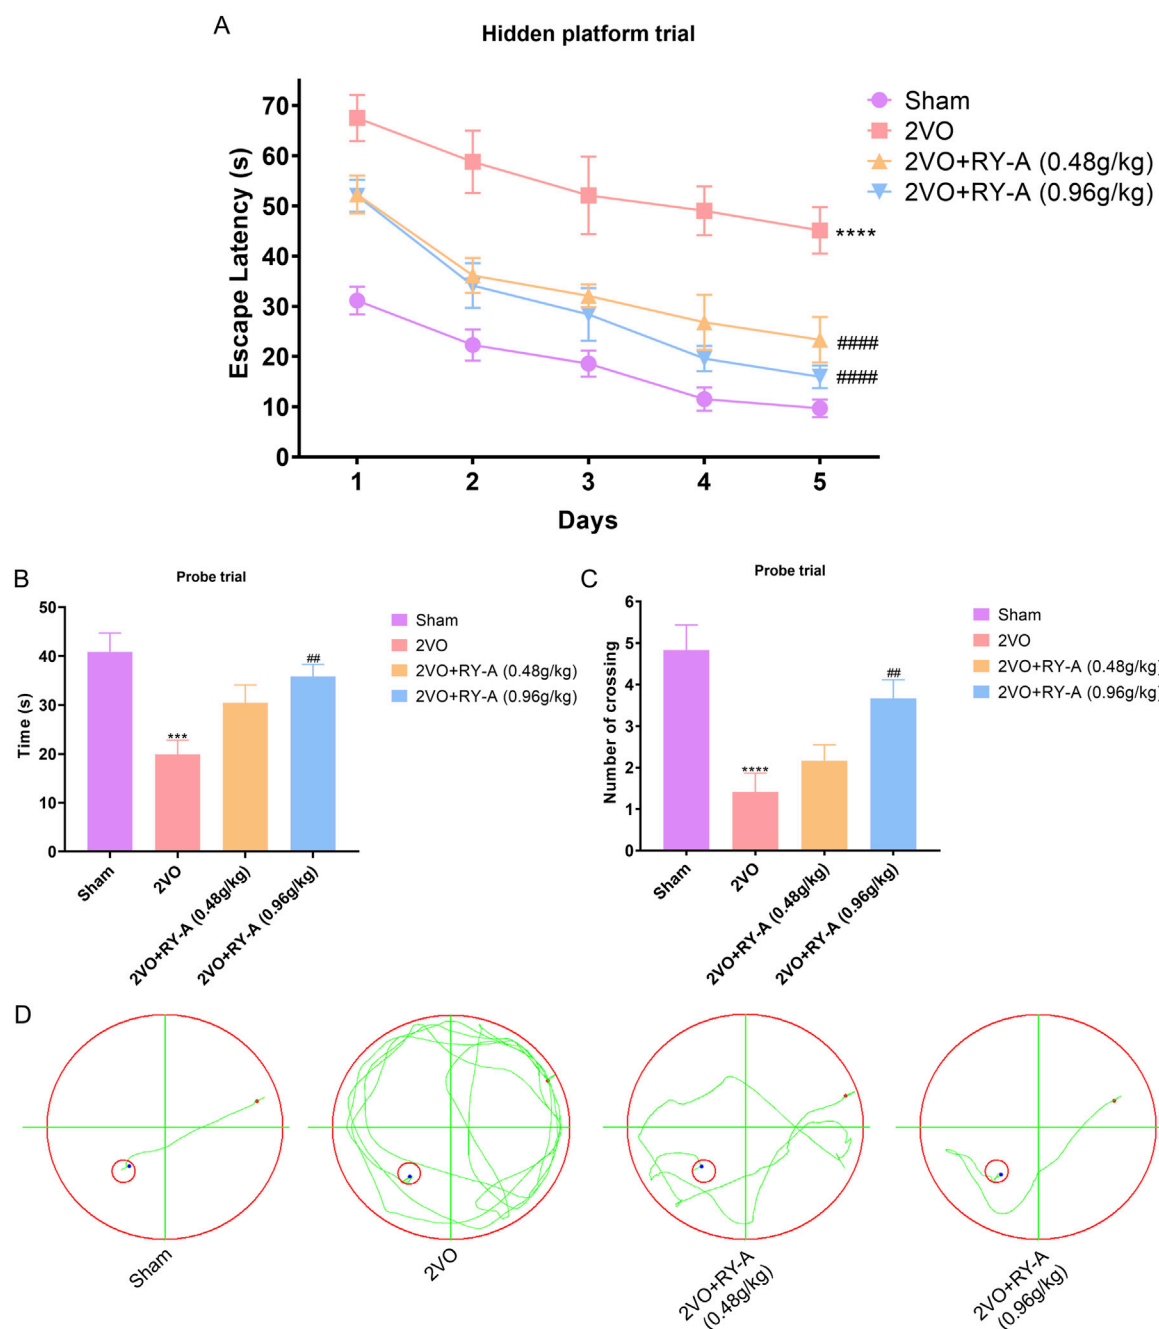 A
Hidden platform trial
Escape Latency (s)
70
60
50
40
30
20
10
0
1 2 3 4 5
Days
Sham
2VO
2VO+RY-A (0.48g/kg)
2VO+RY-A (0.96g/kg)
****
####
####
B
Probe trial
Time (s)
50
40
30
20
10
0
***
##
Sham
2VO
2VO+RY-A (0.48g/kg)
2VO+RY-A (0.96g/kg)
Sham
2VO
2VO+RY-A (0.48g/kg)
2VO+RY-A (0.96g/kg)
C
Probe trial
Number of crossing
6
5
4
3
2
1
0
****
##
Sham
2VO
2VO+RY-A (0.48g/kg)
2VO+RY-A (0.96g/kg)
Sham
2VO
2VO+RY-A (0.48g/kg)
2VO+RY-A (0.96g/kg)
D
Sham
2VO
2VO+RY-A
(0.48g/kg)
2VO+RY-A
(0.96g/kg)